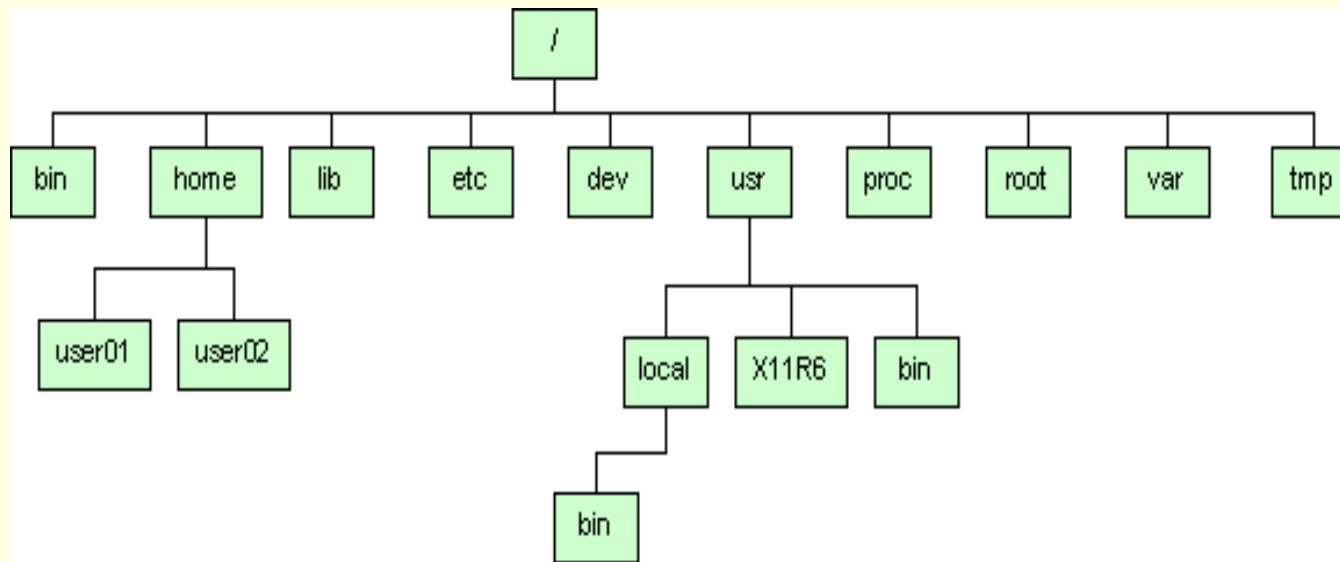 /
bin home lib etc dev usr proc root var tmp
user01 user02
local X11R6 bin
bin